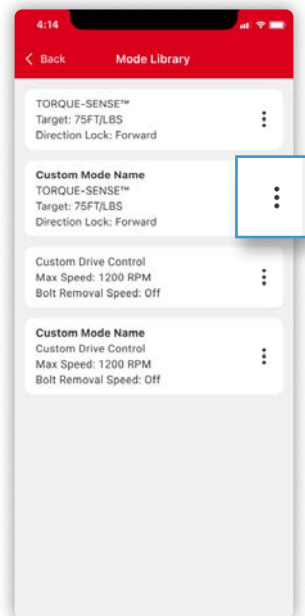 4:14
Back Mode Library
TORQUE-SENSE™
Target: 75FT/LBS
Direction Lock: Forward
Custom Mode Name
TORQUE-SENSE™
Target: 75FT/LBS
Direction Lock: Forward
Custom Drive Control
Max Speed: 1200 RPM
Bolt Removal Speed: Off
Custom Mode Name
Custom Drive Control
Max Speed: 1200 RPM
Bolt Removal Speed: Off